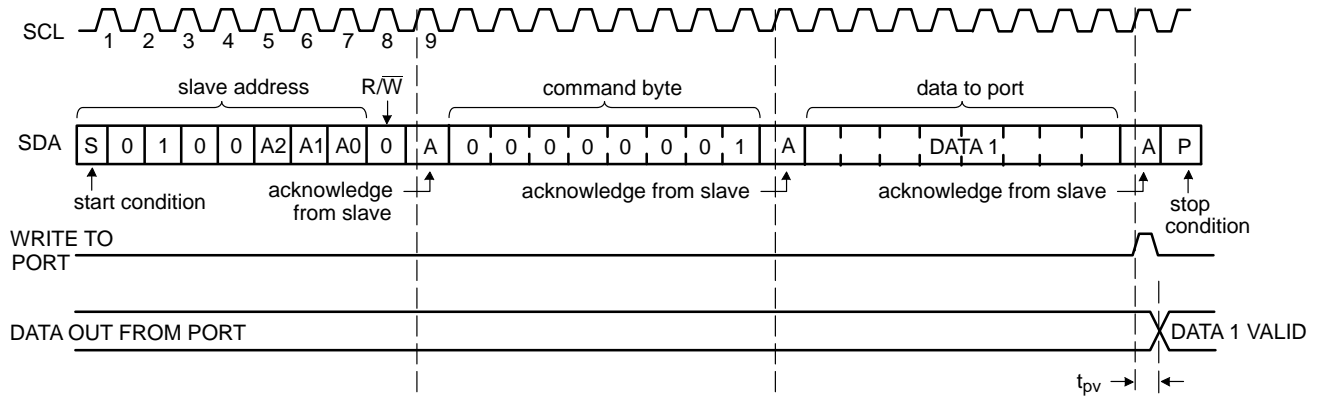 SCL
1 2 3 4 5 6 7 8 9
slave address R/W̅ command byte data to port
SDA S 0 1 0 0 A2 A1 A0 0 A 0 0 0 0 0 0 0 1 A DATA 1 A P
start condition
acknowledge
from slave
acknowledge from slave
acknowledge from slave
stop
condition
WRITE TO
PORT
DATA OUT FROM PORT
DATA 1 VALID
tpv